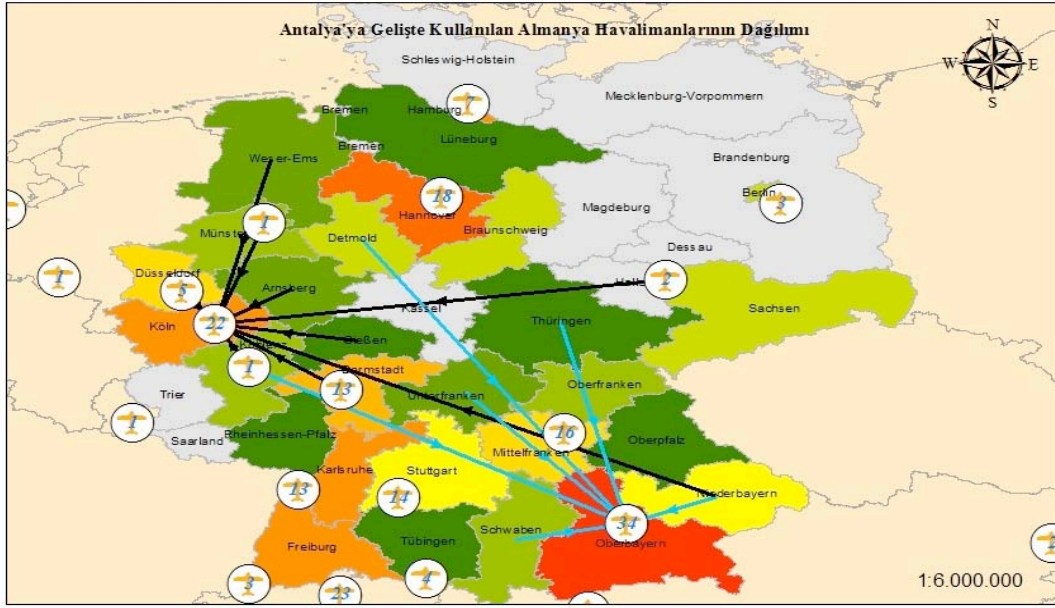 Antalya'ya Gelişte Kullanılan Almanya Havalimanlarının Dağılımı
N
W E
S
Schleswig-Holstein
Mecklenburg-Vorpommern
7
Bremen
Hamburg
Lüneburg
Bremen
Weser-Ems
Brandenburg
Berlin
3
18
Hannover
Magdeburg
1
Münster
Detmold
Braunschweig
Dessau
Düsseldorf
1
5
Arnsberg
2
Kassel
Sachsen
Köln
22
Thüringen
Gießen
1
Darmstadt
13
Oberfranken
Trier
Unterfranken
1
16
Saarland
Rheinhessen-Pfalz
Mittelfranken
Oberpfalz
Karlsruhe
Stuttgart
13
14
Niederbayern
34
Schwaben
Tübingen
Oberbayern
Freiburg
3
23
4
1:6.000.000